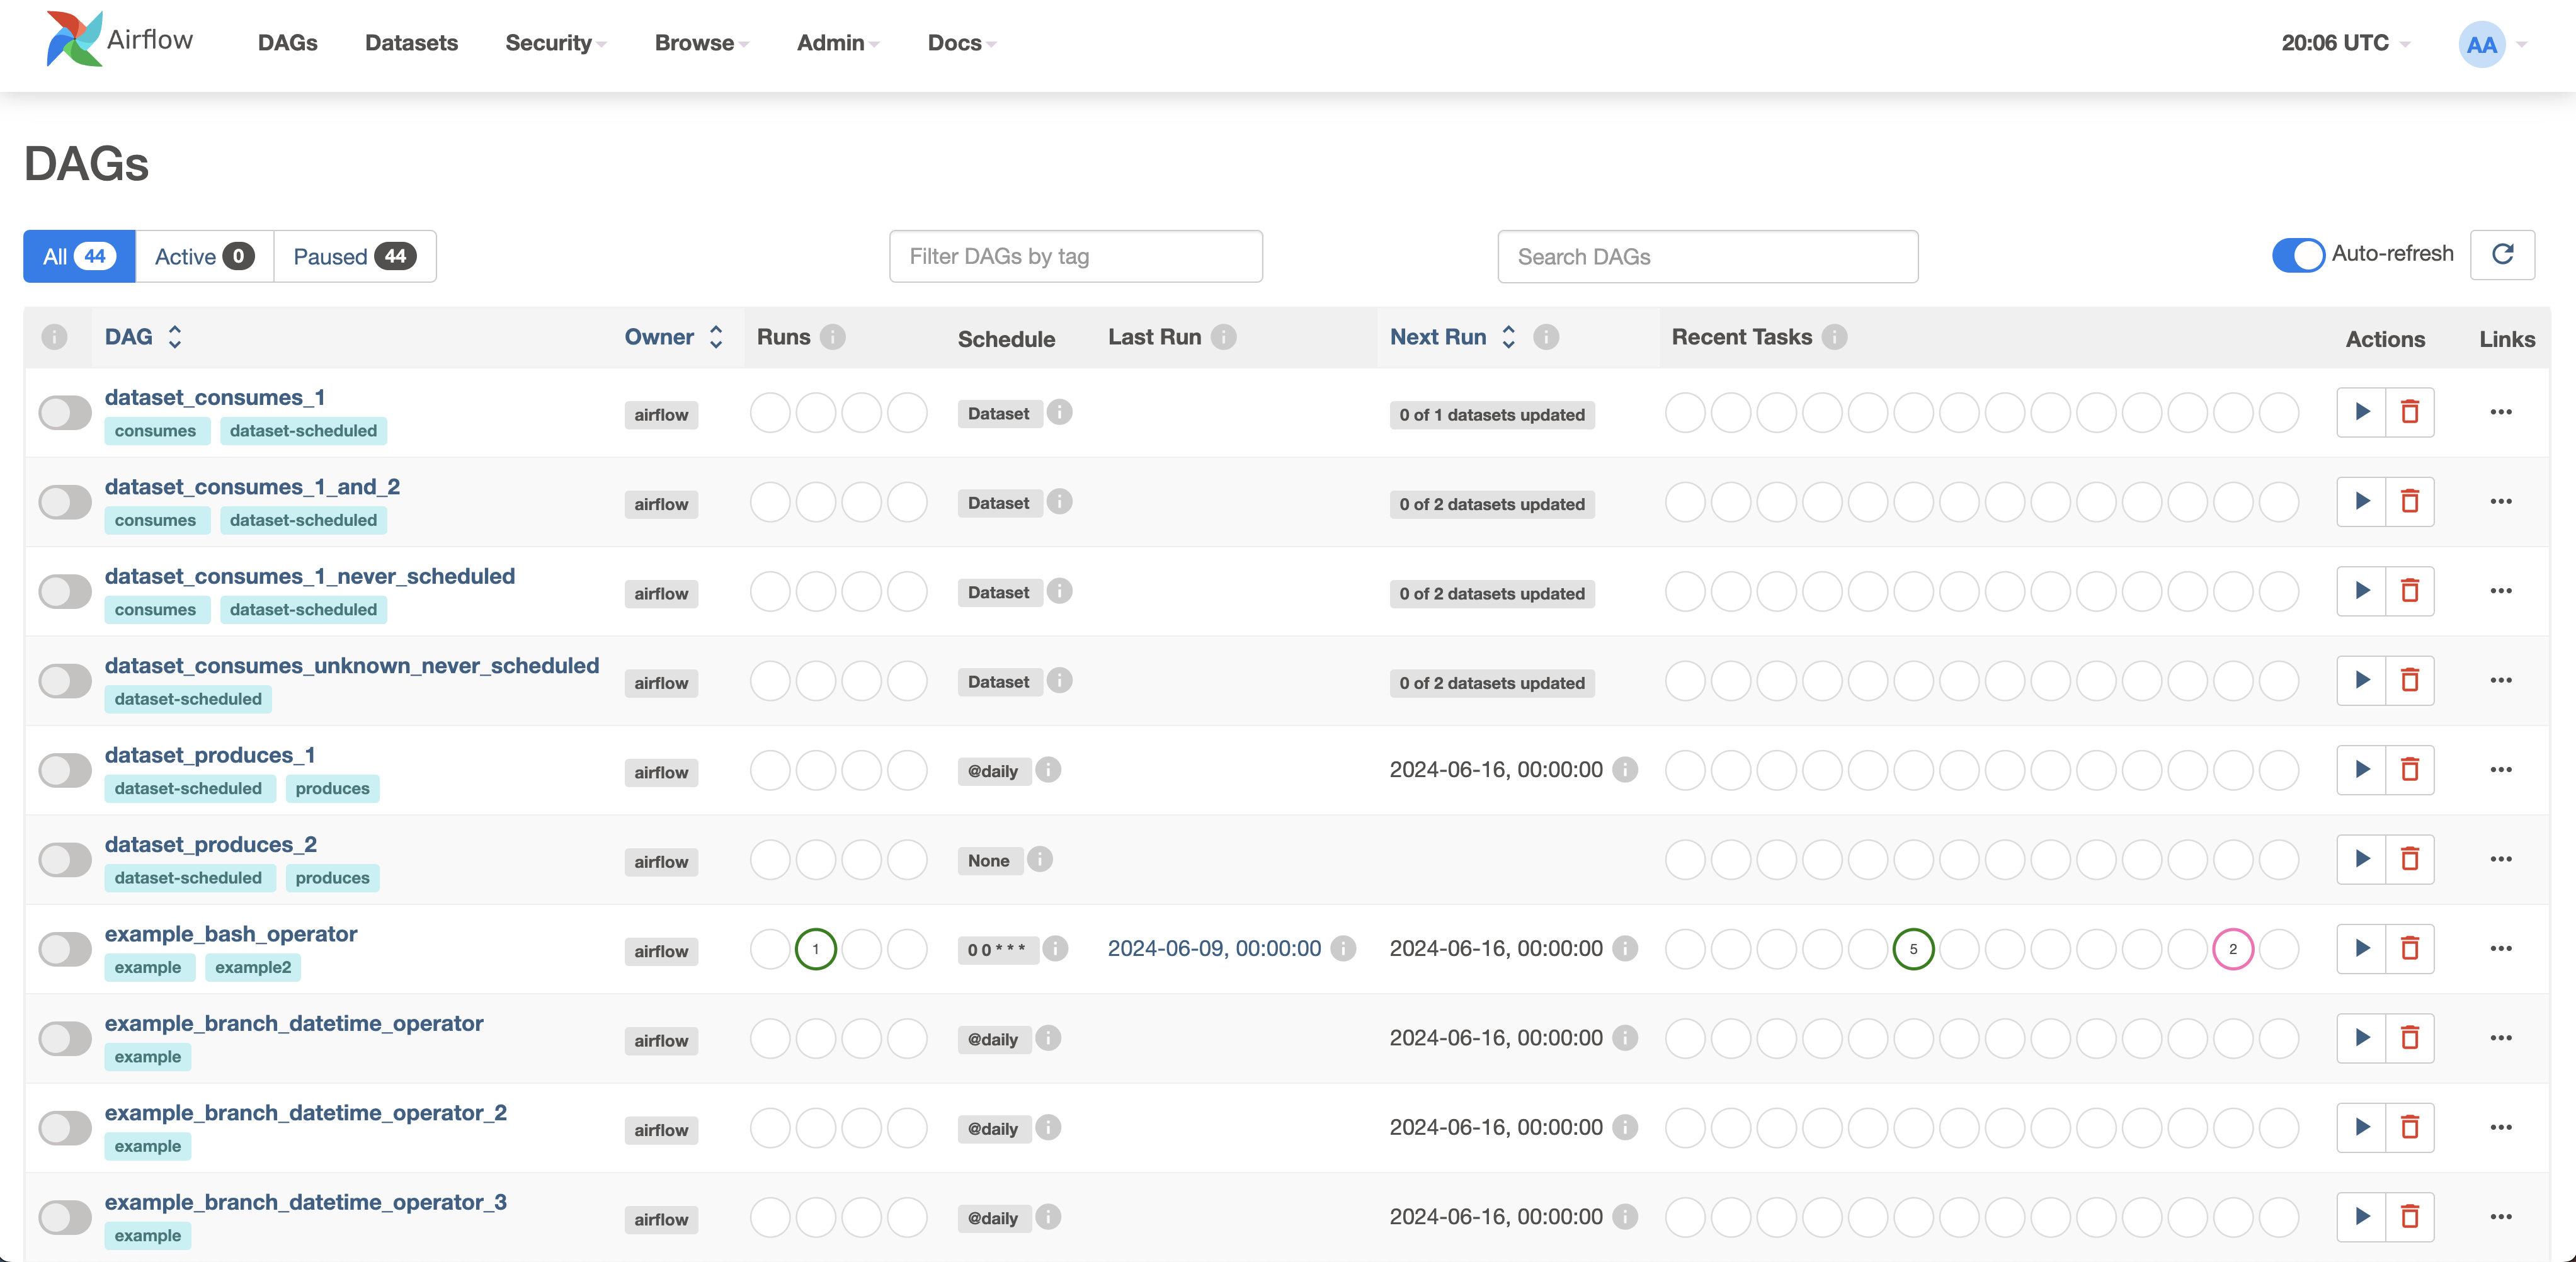 Airflow DAGs Datasets Security Browse Admin Docs 20:06 UTC AA
DAGs
All 44 Active 0 Paused 44 Filter DAGs by tag Search DAGs Auto-refresh
DAG Owner Runs Schedule Last Run Next Run Recent Tasks Actions Links
dataset_consumes_1
consumes dataset-scheduled airflow Dataset 0 of 1 datasets updated
dataset_consumes_1_and_2
consumes dataset-scheduled airflow Dataset 0 of 2 datasets updated
dataset_consumes_1_never_scheduled
consumes dataset-scheduled airflow Dataset 0 of 2 datasets updated
dataset_consumes_unknown_never_scheduled
dataset-scheduled airflow Dataset 0 of 2 datasets updated
dataset_produces_1
dataset-scheduled produces airflow @daily 2024-06-16, 00:00:00
dataset_produces_2
dataset-scheduled produces airflow None
example_bash_operator
example example2 airflow 1 0 0 * * * 2024-06-09, 00:00:00 2024-06-16, 00:00:00 5 2
example_branch_datetime_operator
example airflow @daily 2024-06-16, 00:00:00
example_branch_datetime_operator_2
example airflow @daily 2024-06-16, 00:00:00
example_branch_datetime_operator_3
example airflow @daily 2024-06-16, 00:00:00